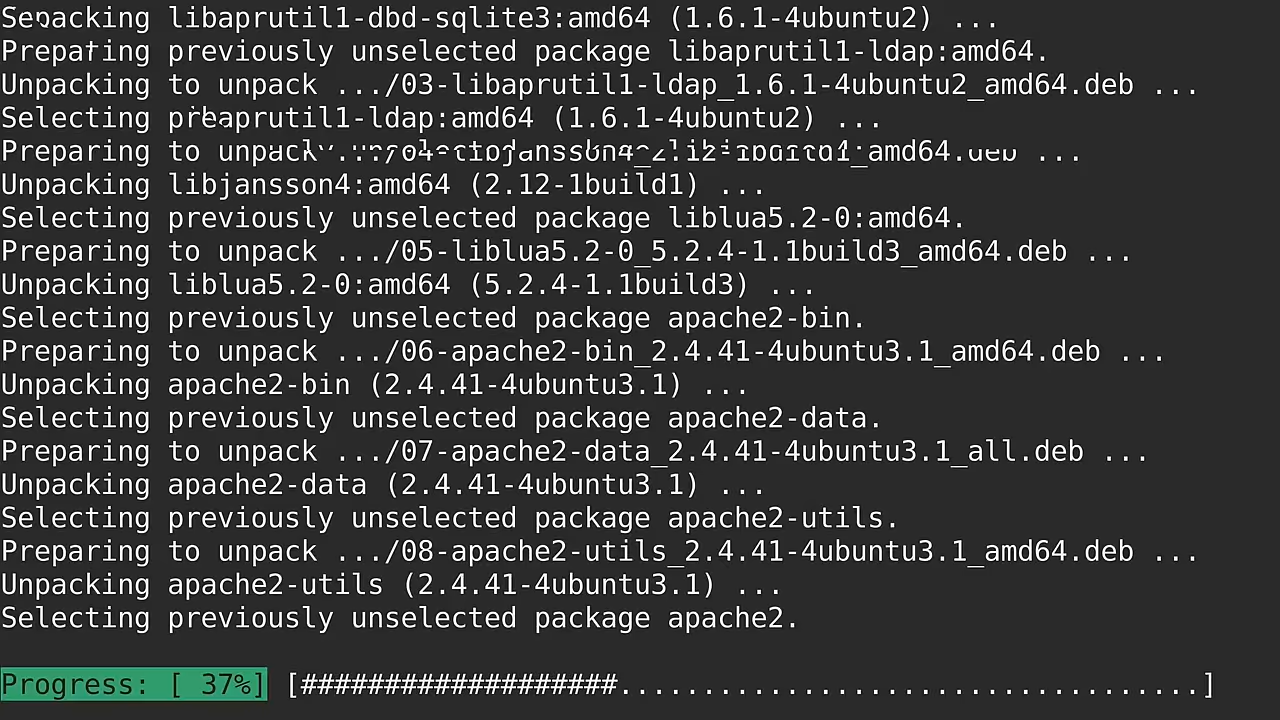 libaprutil1-dbd-sqlite3:amd64 (1.6.1-4ubuntu2) ...
previously unselected package libaprutil1-ldap:amd64.
Unpacking to unpack .../03-libaprutil1-ldap_1.6.1-4ubuntu2_amd64.deb ...
Selecting preaprutil1-ldap:amd64 (1.6.1-4ubuntu2) ...
Preparing to unpack
Unpacking libjansson4:amd64 (2.12-1build1) ...
Selecting previously unselected package liblua5.2-0:amd64.
Preparing to unpack .../05-liblua5.2-0_5.2.4-1.1build3_amd64.deb ...
Unpacking liblua5.2-0:amd64 (5.2.4-1.1build3) ...
Selecting previously unselected package apache2-bin.
Preparing to unpack .../06-apache2-bin_2.4.41-4ubuntu3.1_amd64.deb ...
Unpacking apache2-bin (2.4.41-4ubuntu3.1) ...
Selecting previously unselected package apache2-data.
Preparing to unpack .../07-apache2-data_2.4.41-4ubuntu3.1_all.deb ...
Unpacking apache2-data (2.4.41-4ubuntu3.1) ...
Selecting previously unselected package apache2-utils.
Preparing to unpack .../08-apache2-utils_2.4.41-4ubuntu3.1_amd64.deb ...
Unpacking apache2-utils (2.4.41-4ubuntu3.1) ...
Selecting previously unselected package apache2.
Progress: [ 37%] [###################...................................]